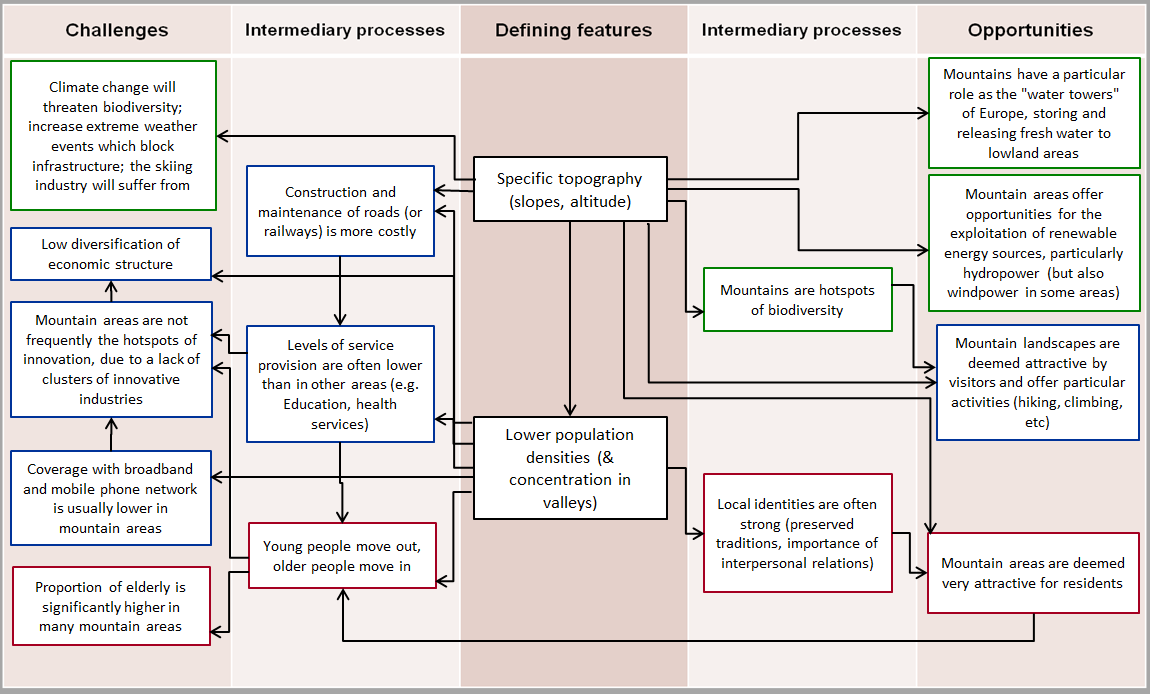 Challenges
Intermediary processes
Defining features
Intermediary processes
Opportunities
Climate change will
threaten biodiversity;
increase extreme weather
events which block
infrastructure; the skiing
industry will suffer from
Low diversification of
economic structure
Mountain areas are not
frequently the hotspots of
innovation, due to a lack of
clusters of innovative
industries
Coverage with broadband
and mobile phone network
is usually lower in
mountain areas
Proportion of elderly is
significantly higher in
many mountain areas
Construction and
maintenance of roads (or
railways) is more costly
Levels of service
provision are often lower
than in other areas (e.g.
Education, health
services)
Young people move out,
older people move in
Specific topography
(slopes, altitude)
Lower population
densities (&
concentration in
valleys)
Mountains are hotspots
of biodiversity
Local identities are often
strong (preserved
traditions, importance of
interpersonal relations)
Mountains have a particular
role as the "water towers"
of Europe, storing and
releasing fresh water to
lowland areas
Mountain areas offer
opportunities for the
exploitation of renewable
energy sources, particularly
hydropower (but also
windpower in some areas)
Mountain landscapes are
deemed attractive by
visitors and offer particular
activities (hiking, climbing,
etc)
Mountain areas are deemed
very attractive for residents